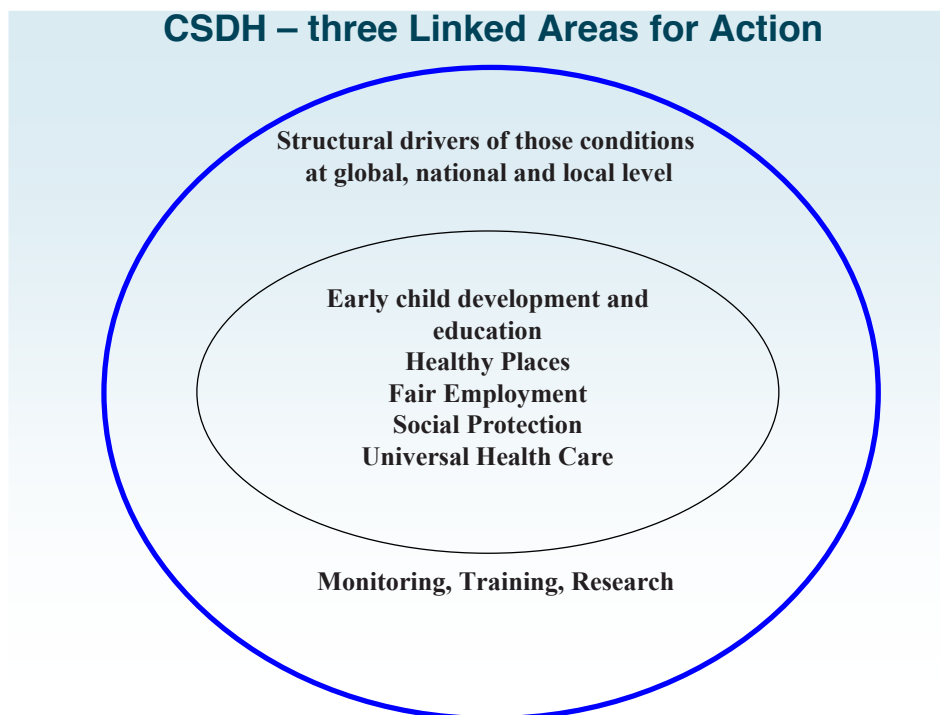 CSDH – three Linked Areas for Action
Structural drivers of those conditions
at global, national and local level
Early child development and
education
Healthy Places
Fair Employment
Social Protection
Universal Health Care
Monitoring, Training, Research